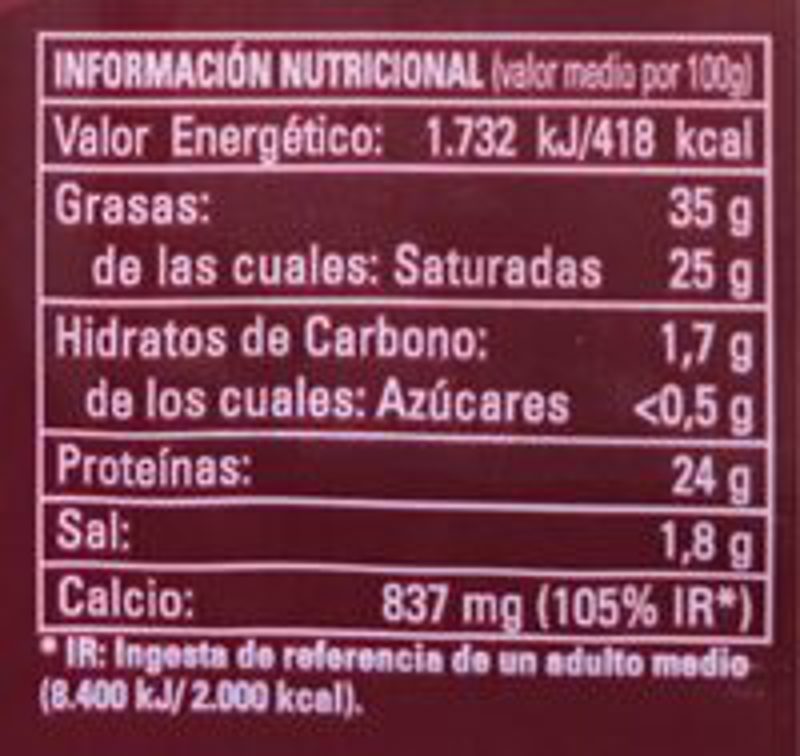 INFORMACIÓN NUTRICIONAL (valor medio por 100g)
Valor Energético: 1.732 kJ/418 kcal
Grasas: 35 g
de las cuales: Saturadas 25 g
Hidratos de Carbono: 1,7 g
de los cuales: Azúcares <0,5 g
Proteínas: 24 g
Sal: 1,8 g
Calcio: 837 mg (105% IR*)
* IR: Ingesta de referencia de un adulto medio
(8.400 kJ/ 2.000 kcal).